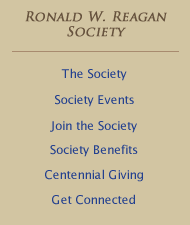 RONALD W. REAGAN
SOCIETY
The Society
Society Events
Join the Society
Society Benefits
Centennial Giving
Get Connected